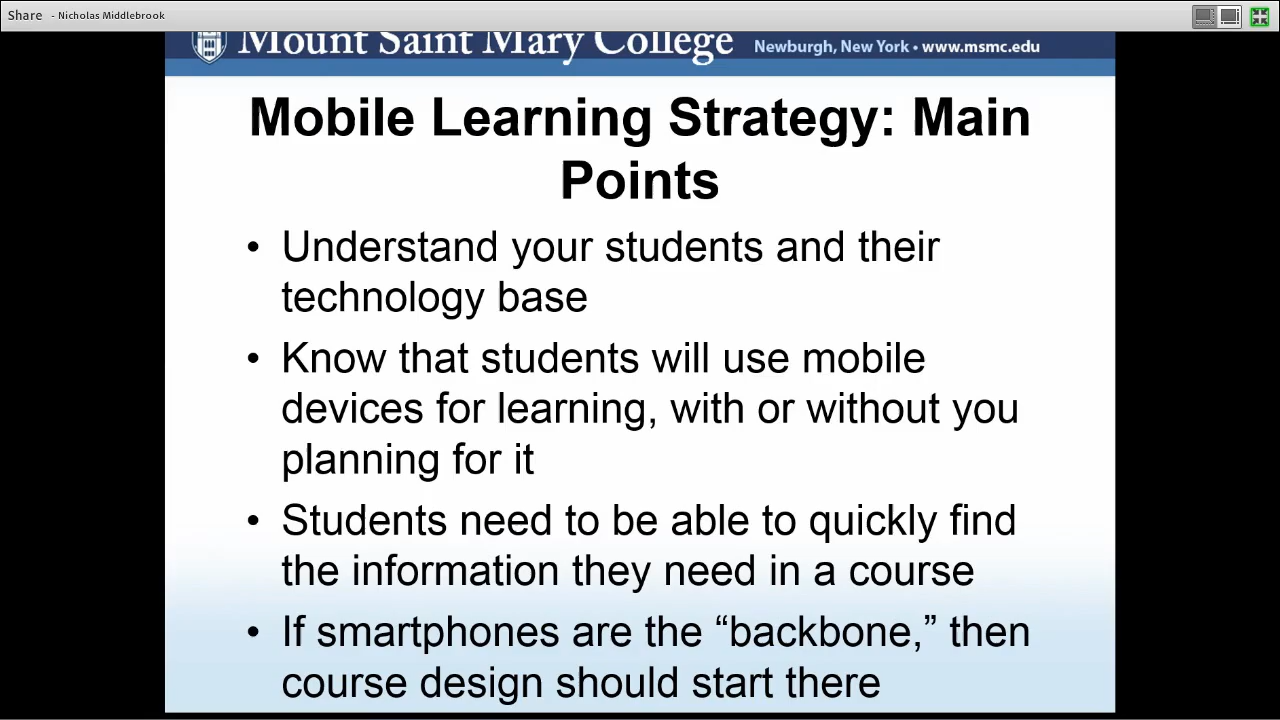 Share - Nicholas Middlebrook
Mount Saint Mary College Newburgh, New York • www.msmc.edu
Mobile Learning Strategy: Main
Points
• Understand your students and their
technology base
• Know that students will use mobile
devices for learning, with or without you
planning for it
• Students need to be able to quickly find
the information they need in a course
• If smartphones are the “backbone,” then
course design should start there